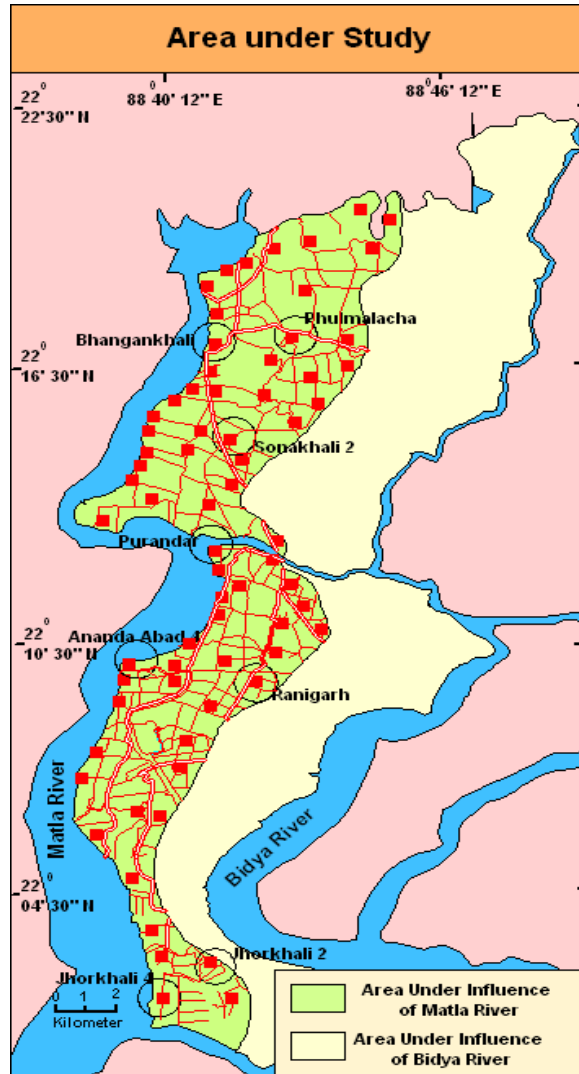 Area under Study
88° 40' 12" E
88° 46' 12" E
22°
22'30" N
Phulmalacha
Bhangankhali
22°
16' 30" N
Sonakhali 2
Purandar
Ananda Abad 1
22°
10' 30" N
Ranigarh
Matla River
Bidya River
22°
04' 30" N
Jhorkhali 2
Jhorkhali 4
0 1 2
Kilometer
Area Under Influence
of Matla River
Area Under Influence
of Bidya River